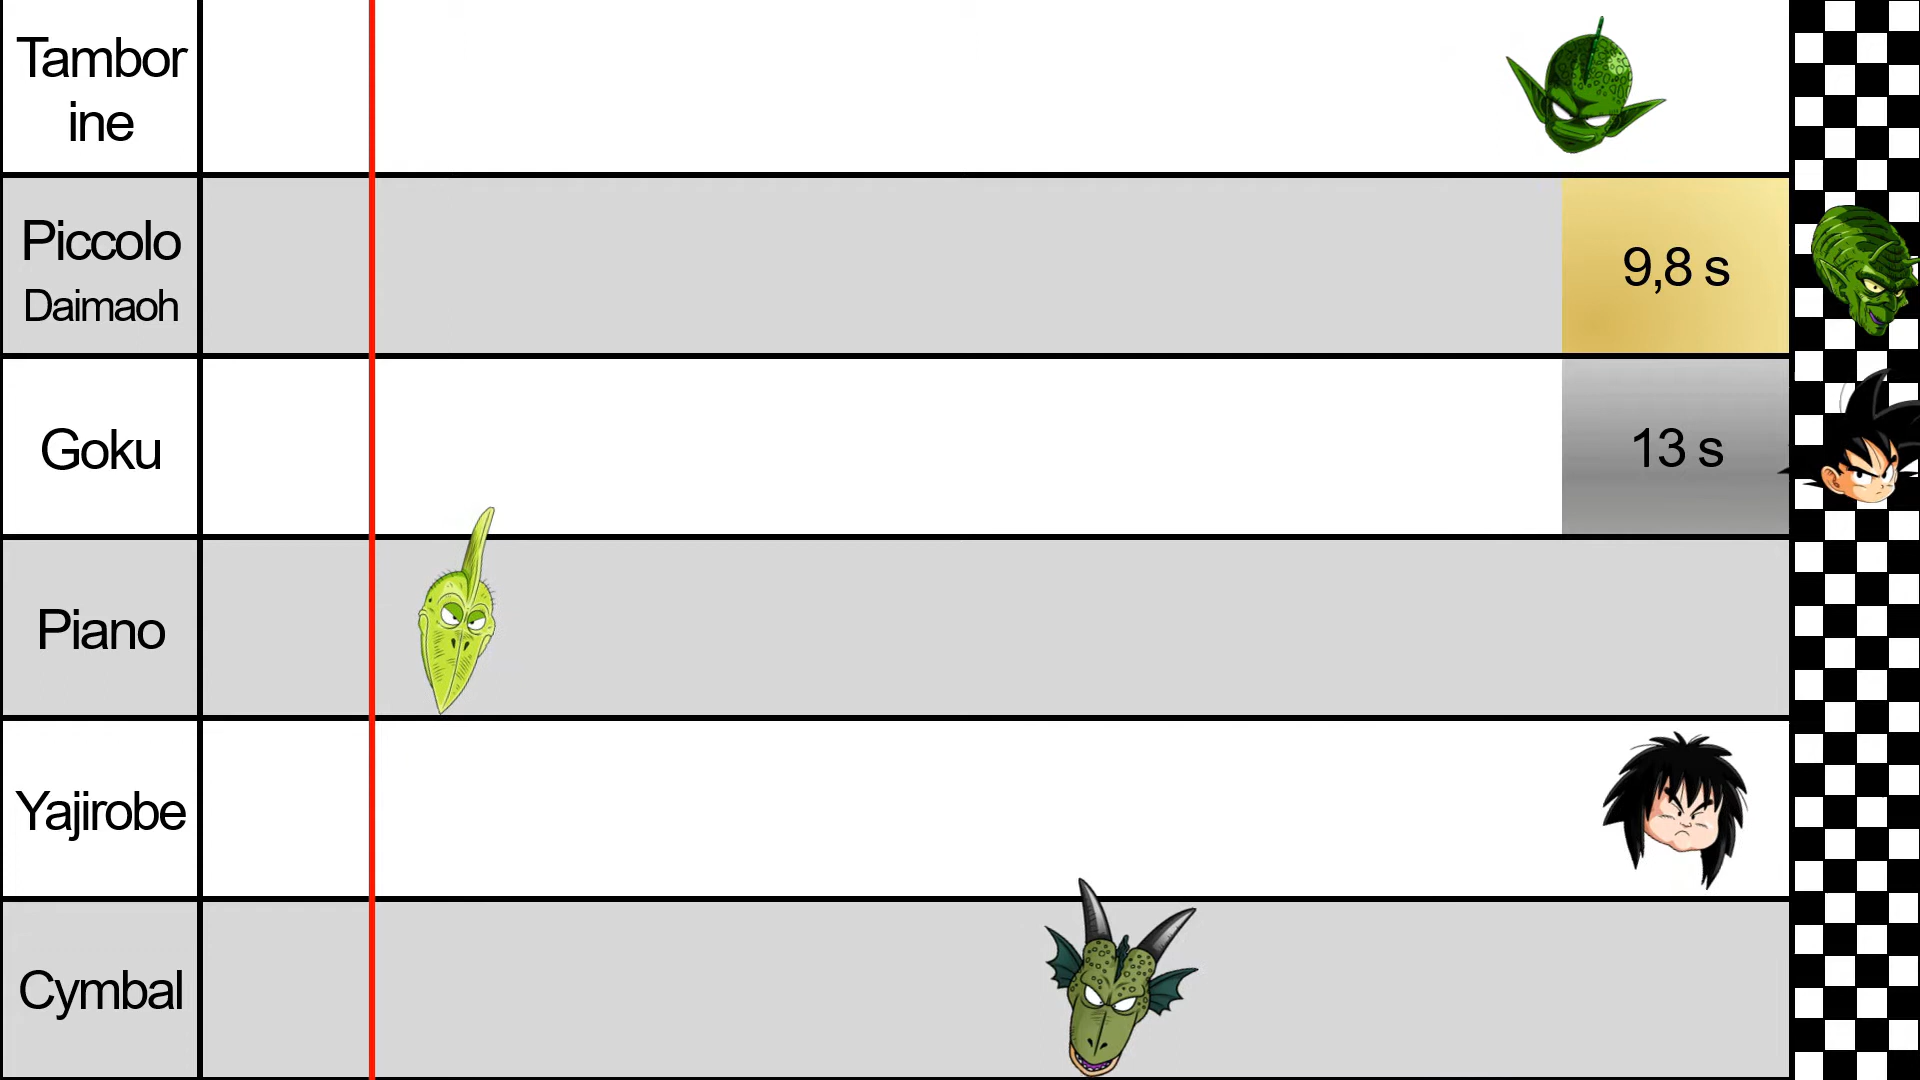 Tambor
ine
Piccolo
Daimaoh
9,8 s
Goku
13 s
Piano
Yajirobe
Cymbal